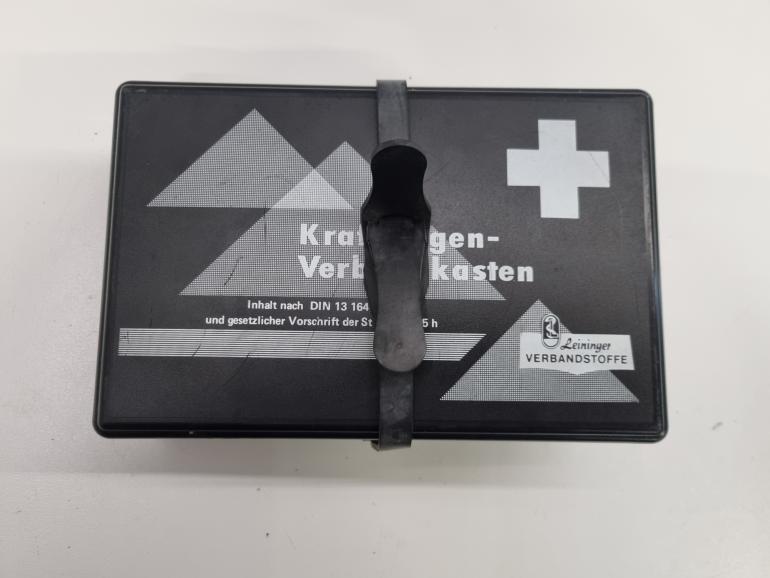 Kraf gen-
Verb kasten
Inhalt nach DIN 13 164
und gesetzlicher Vorschrift der St 5 h
Leininger
VERBANDSTOFFE